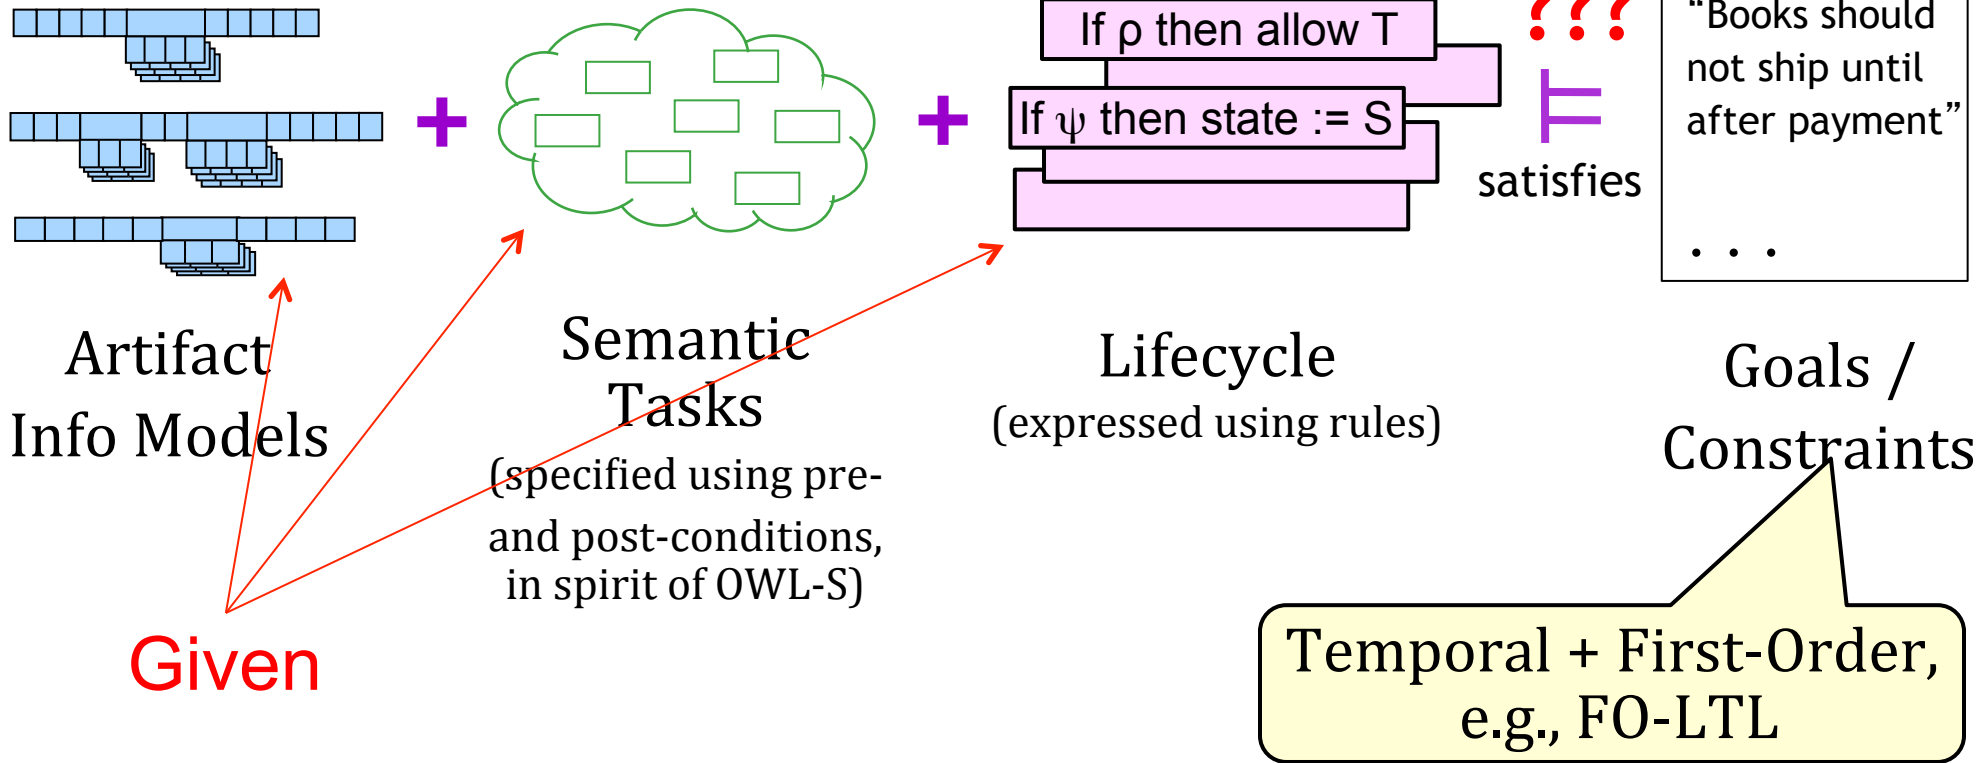 If ρ then allow T
If ψ then state := S
???
⊨
satisfies
“Books should
not ship until
after payment”
. . .
Artifact
Info Models
Semantic
Tasks
(specified using pre-
and post-conditions,
in spirit of OWL-S)
Lifecycle
(expressed using rules)
Goals /
Constraints
Given
Temporal + First-Order,
e.g., FO-LTL